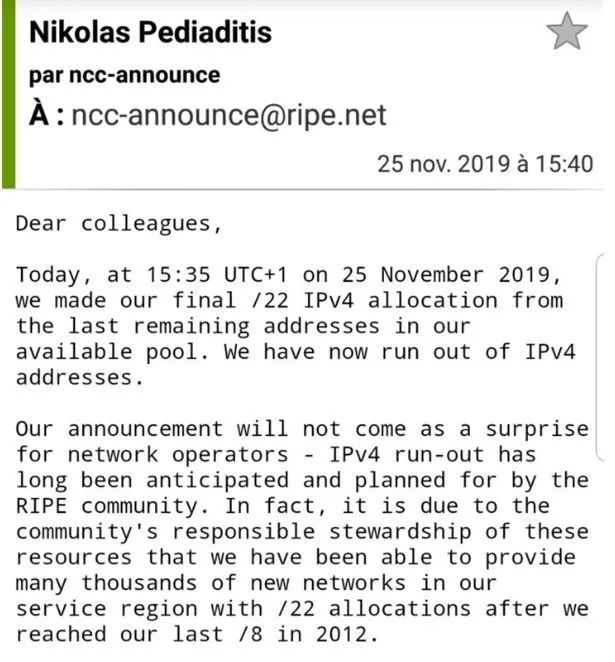 Nikolas Pediaditis
par ncc-announce
À : ncc-announce@ripe.net
25 nov. 2019 à 15:40
Dear colleagues,
Today, at 15:35 UTC+1 on 25 November 2019,
we made our final /22 IPv4 allocation from
the last remaining addresses in our
available pool. We have now run out of IPv4
addresses.
Our announcement will not come as a surprise
for network operators - IPv4 run-out has
long been anticipated and planned for by the
RIPE community. In fact, it is due to the
community's responsible stewardship of these
resources that we have been able to provide
many thousands of new networks in our
service region with /22 allocations after we
reached our last /8 in 2012.